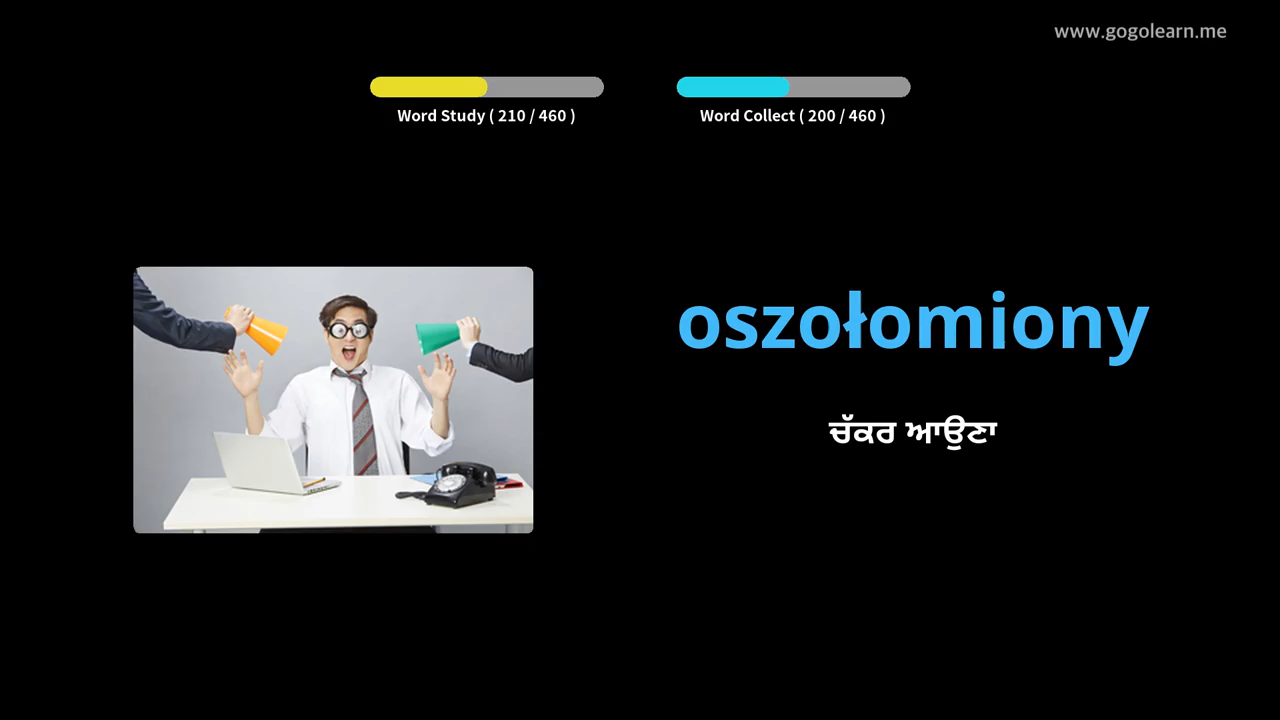 www.gogolearn.me
Word Study ( 210 / 460 )
Word Collect ( 200 / 460 )
oszołomiony
ਚੱਕਰ ਆਉਣਾ